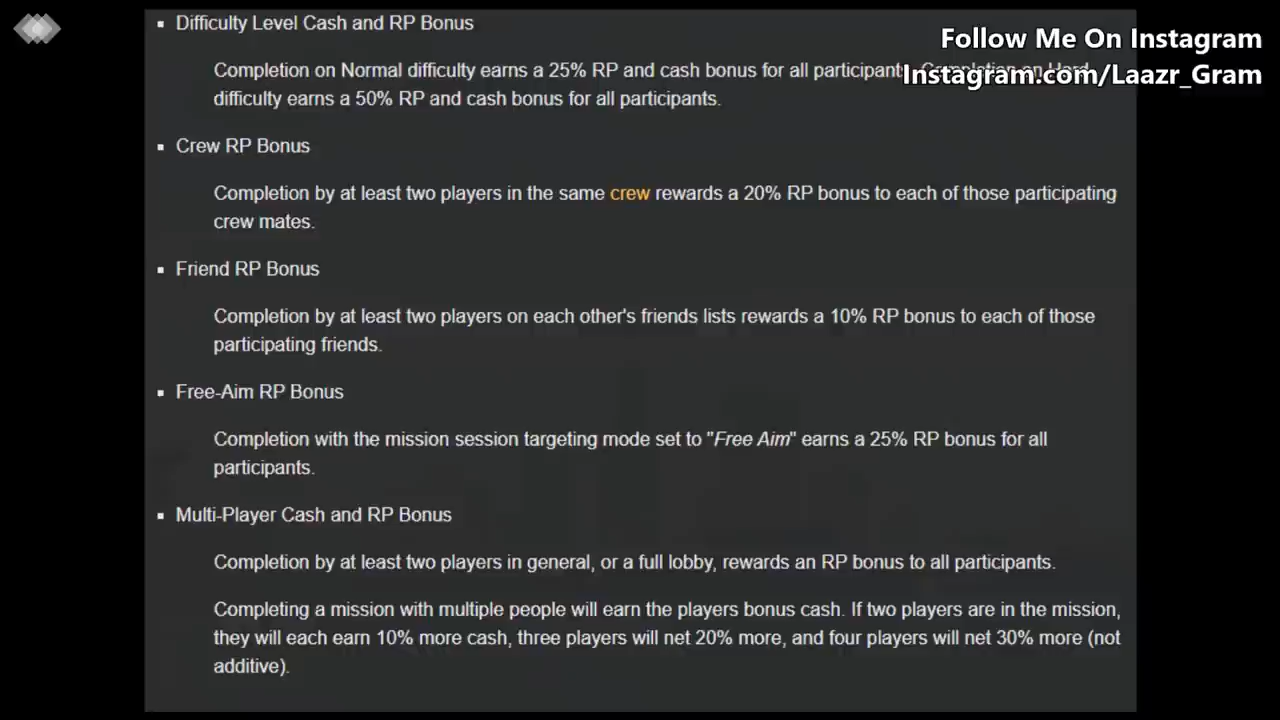 Difficulty Level Cash and RP Bonus
Follow Me On Instagram
Completion on Normal difficulty earns a 25% RP and cash bonus for all participants. Completion on Hard
Instagram.com/Laazr_Gram
difficulty earns a 50% RP and cash bonus for all participants.
Crew RP Bonus
Completion by at least two players in the same crew rewards a 20% RP bonus to each of those participating
crew mates.
Friend RP Bonus
Completion by at least two players on each other's friends lists rewards a 10% RP bonus to each of those
participating friends.
Free-Aim RP Bonus
Completion with the mission session targeting mode set to "Free Aim" earns a 25% RP bonus for all
participants.
Multi-Player Cash and RP Bonus
Completion by at least two players in general, or a full lobby, rewards an RP bonus to all participants.
Completing a mission with multiple people will earn the players bonus cash. If two players are in the mission,
they will each earn 10% more cash, three players will net 20% more, and four players will net 30% more (not
additive).